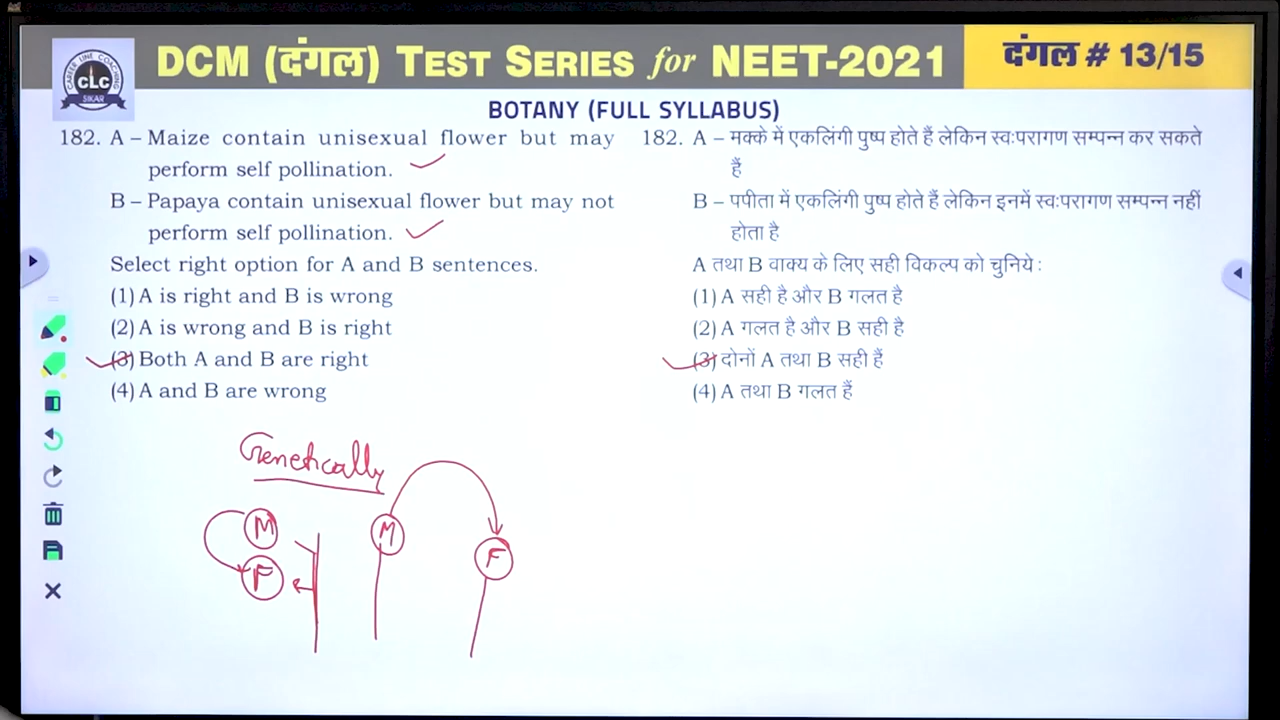 CAREER LINE COACHING
CLC
SIKAR
DCM (दंगल) TEST SERIES for NEET-2021
दंगल # 13/15
BOTANY (FULL SYLLABUS)
182. A – Maize contain unisexual flower but may
perform self pollination.
B – Papaya contain unisexual flower but may not
perform self pollination.
Select right option for A and B sentences.
(1) A is right and B is wrong
(2) A is wrong and B is right
(3) Both A and B are right
(4) A and B are wrong
182. A – मक्के में एकलिंगी पुष्प होते हैं लेकिन स्वःपरागण सम्पन्न कर सकते
हैं
B – पपीता में एकलिंगी पुष्प होते हैं लेकिन इनमें स्वःपरागण सम्पन्न नहीं
होता है
A तथा B वाक्य के लिए सही विकल्प को चुनिये :
(1) A सही है और B गलत है
(2) A गलत है और B सही है
(3) दोनों A तथा B सही हैं
(4) A तथा B गलत हैं
Genetically
M
F
M
F